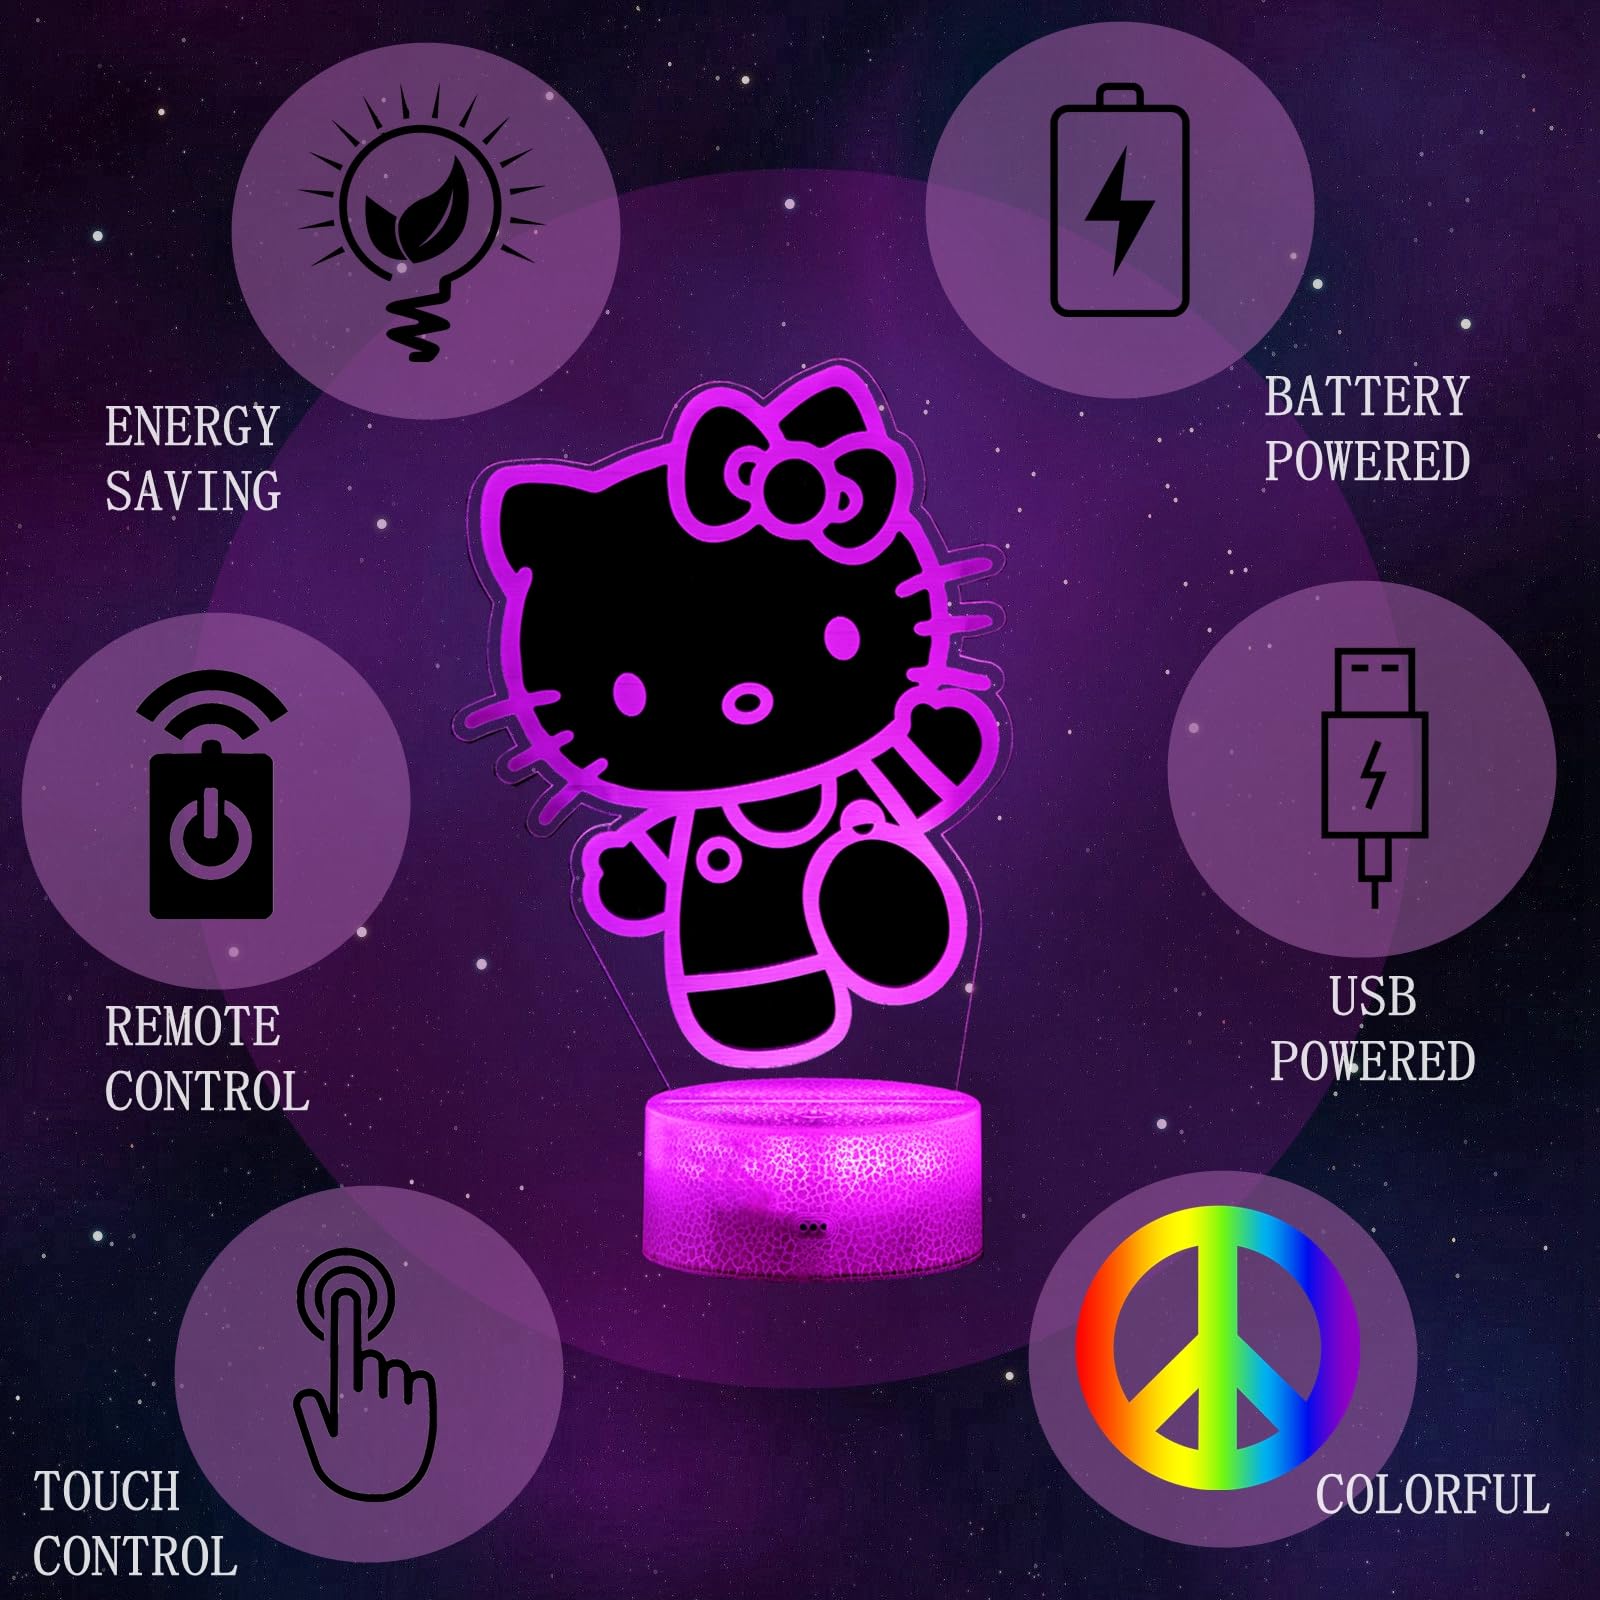 ENERGY
SAVING
BATTERY
POWERED
REMOTE
CONTROL
USB
POWERED
TOUCH
CONTROL
COLORFUL